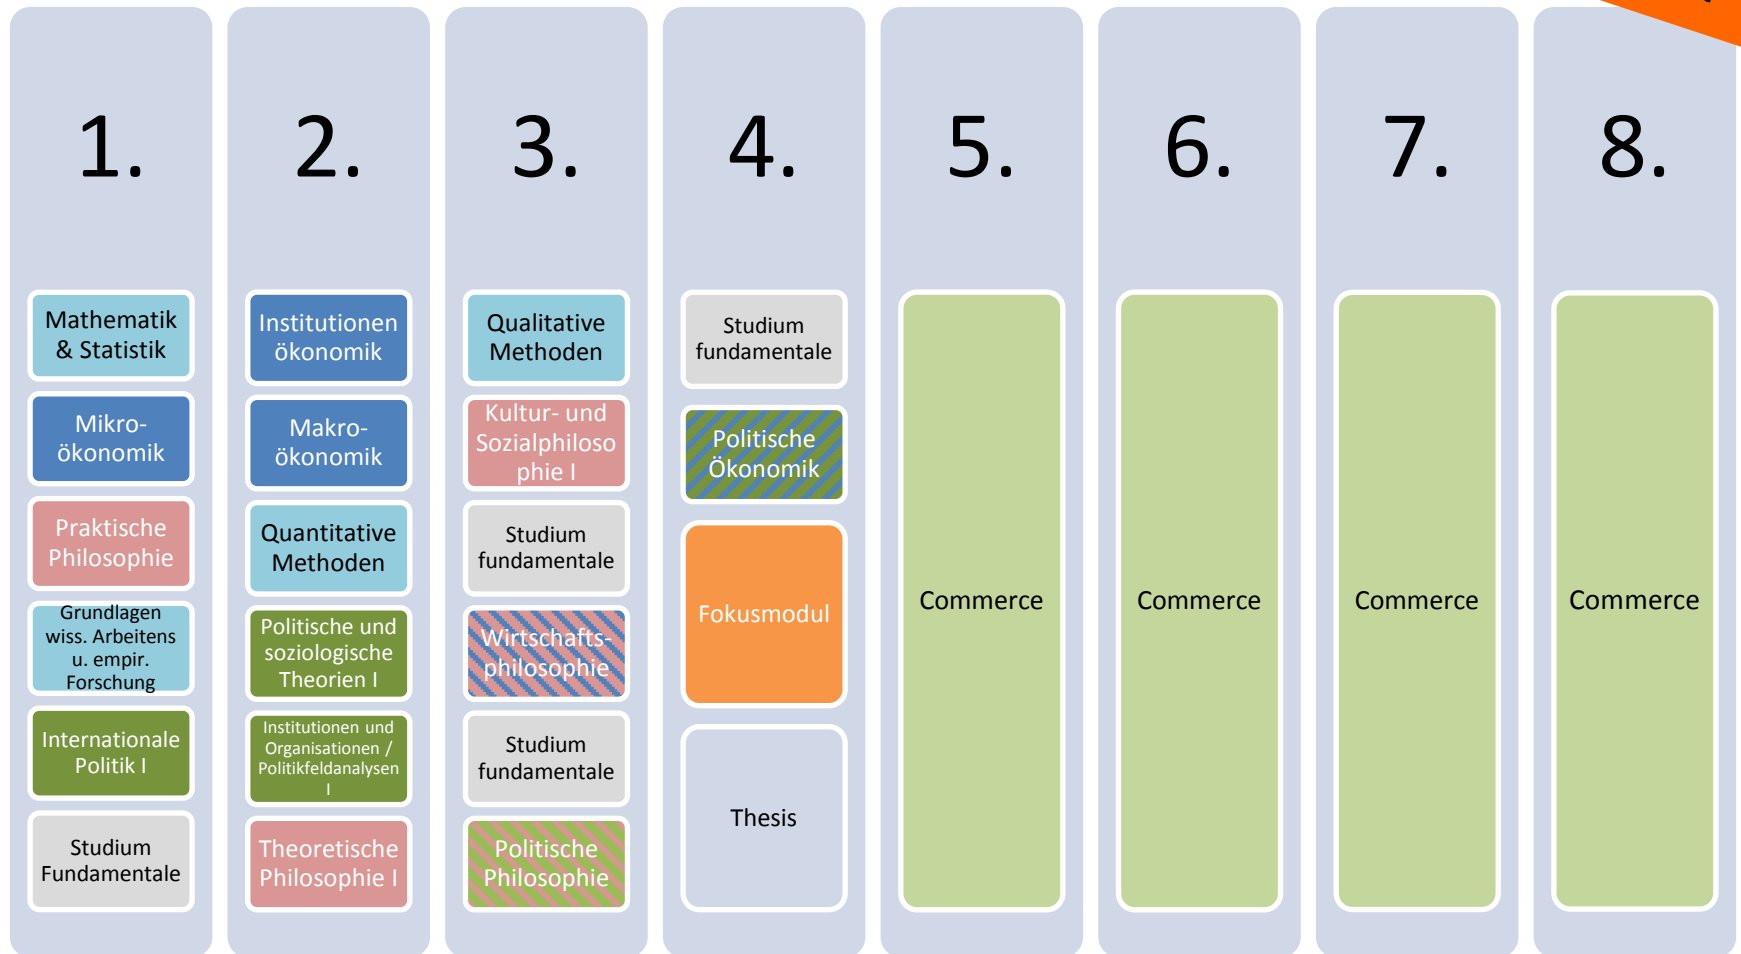 1.
2.
3.
4.
5.
6.
7.
8.
Mathematik
& Statistik
Mikro-
ökonomik
Praktische
Philosophie
Grundlagen
wiss. Arbeitens
u. empir.
Forschung
Internationale
Politik I
Studium
Fundamentale
Institutionen
ökonomik
Makro-
ökonomik
Quantitative
Methoden
Politische und
soziologische
Theorien I
Institutionen und
Organisationen /
Politikfeldanalysen
I
Theoretische
Philosophie I
Qualitative
Methoden
Kultur- und
Sozialphiloso
phie I
Studium
fundamentale
Wirtschafts-
philosophie
Studium
fundamentale
Politische
Philosophie
Studium
fundamentale
Politische
Ökonomik
Fokusmodul
Thesis
Commerce
Commerce
Commerce
Commerce